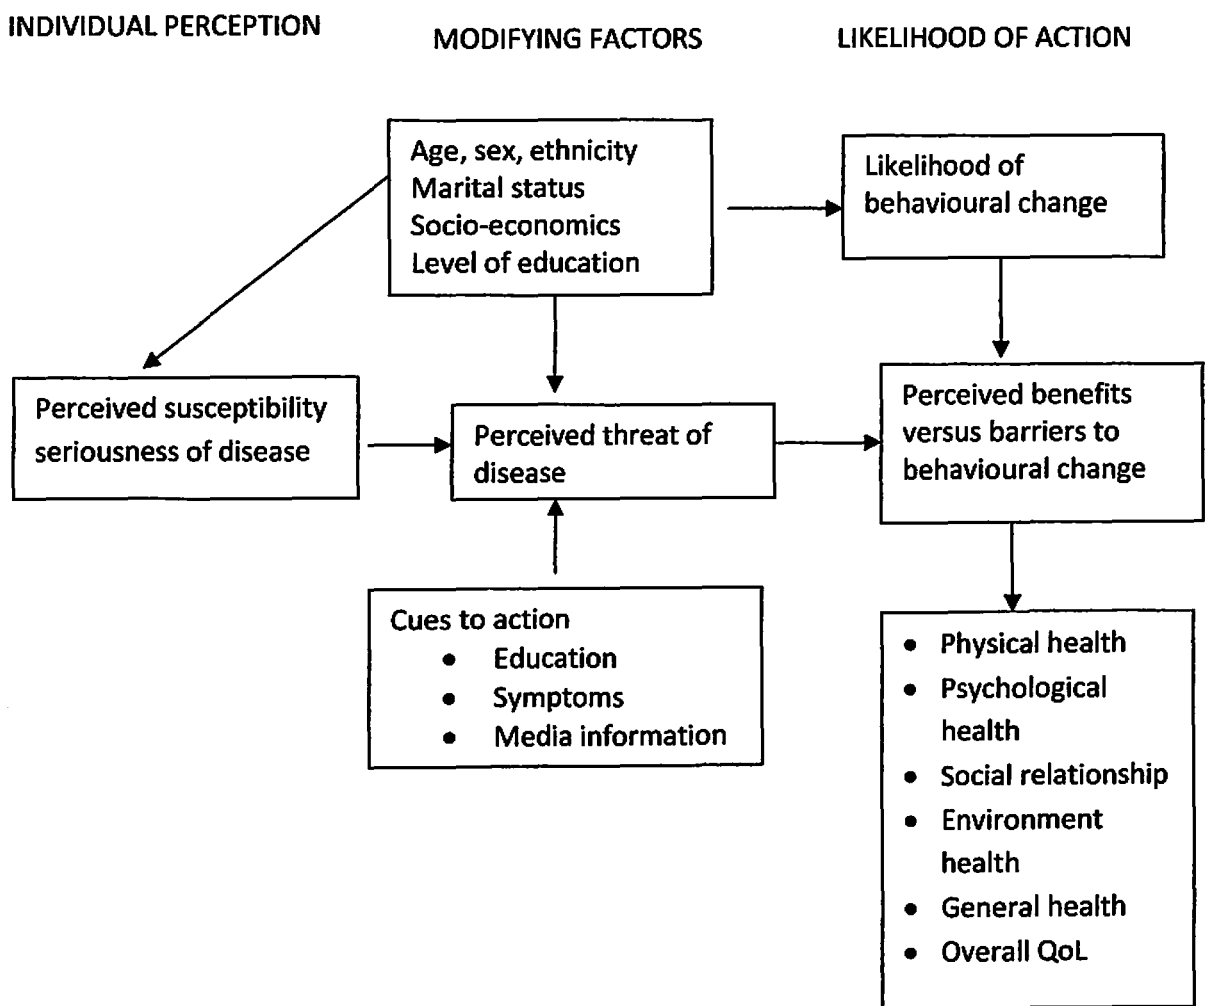 INDIVIDUAL PERCEPTION
MODIFYING FACTORS
LIKELIHOOD OF ACTION
Age, sex, ethnicity
Marital status
Socio-economics
Level of education
Likelihood of
behavioural change
Perceived susceptibility
seriousness of disease
Perceived threat of
disease
Perceived benefits
versus barriers to
behavioural change
Cues to action
• Education
• Symptoms
• Media information
• Physical health
• Psychological
health
• Social relationship
• Environment
health
• General health
• Overall QoL